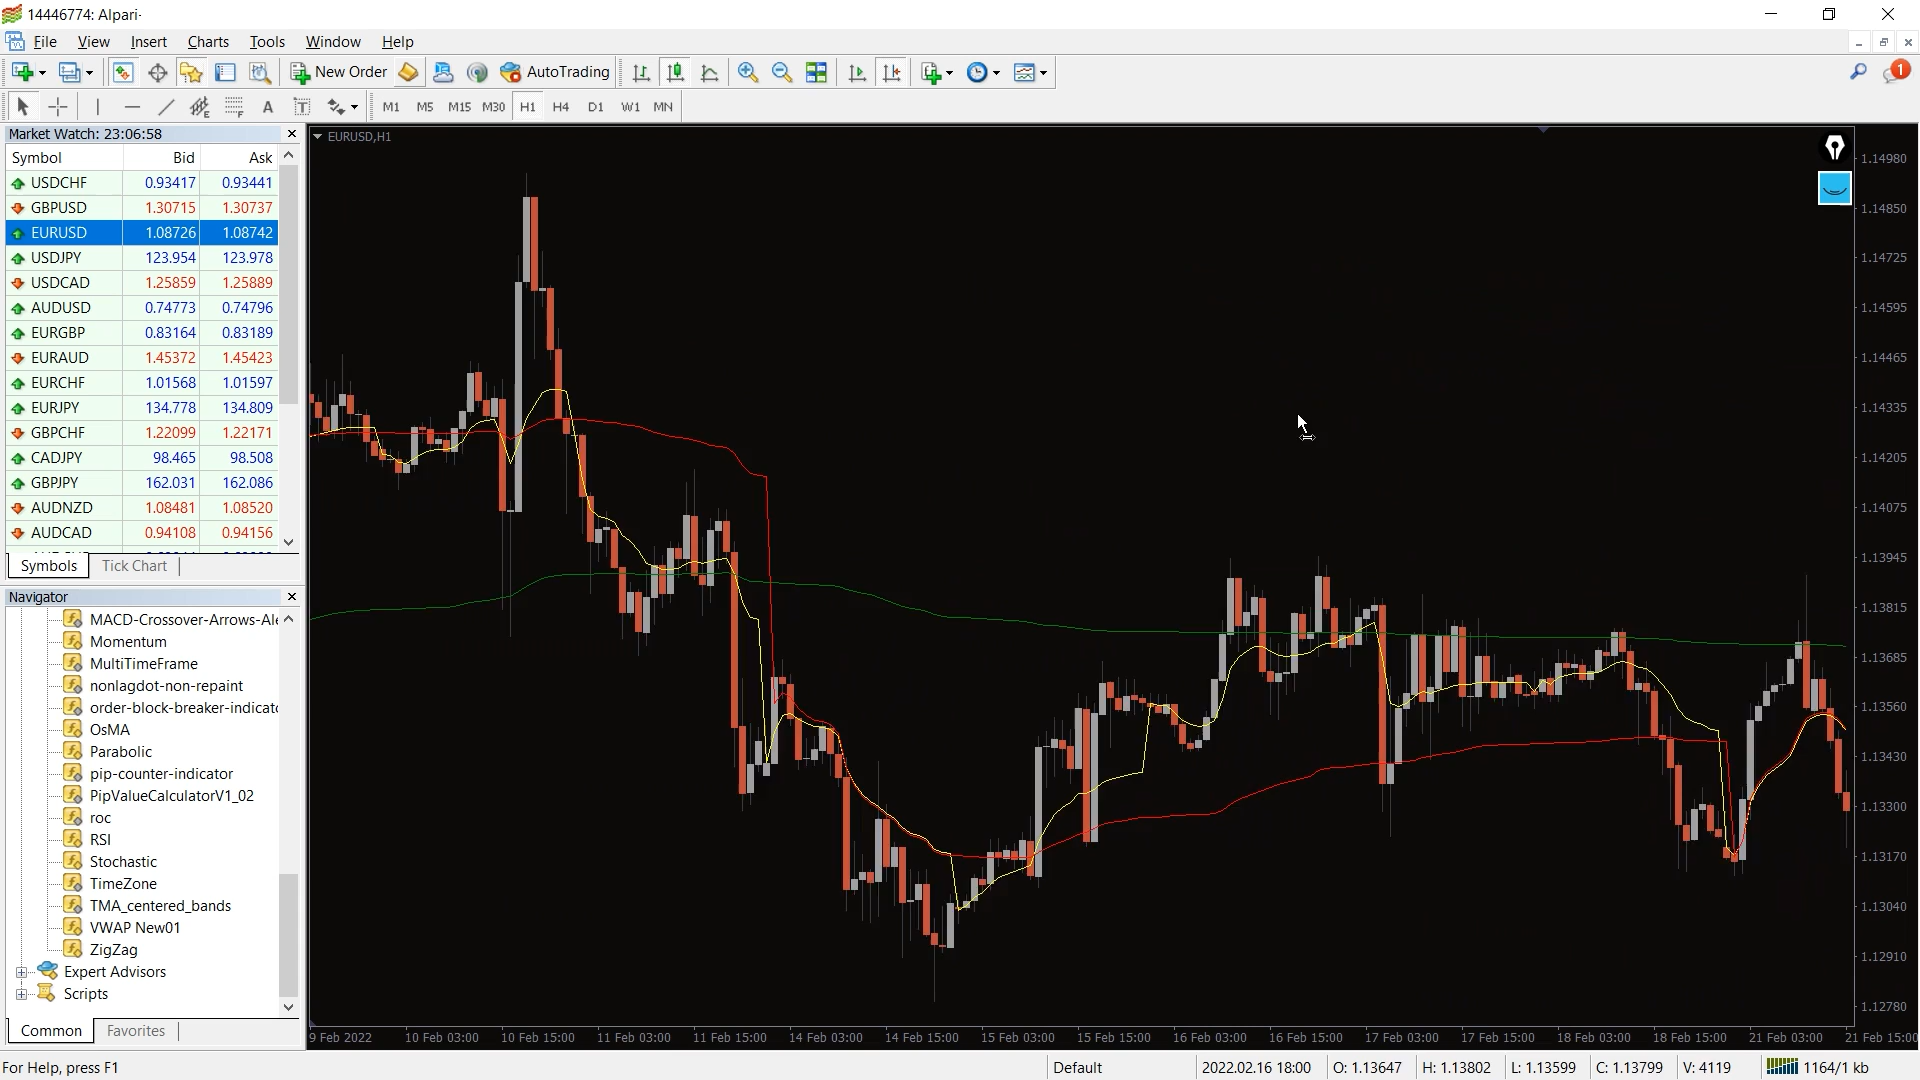 14446774: Alpari·
File View Insert Charts Tools Window Help
New Order AutoTrading 1
A T M1 M5 M15 M30 H1 H4 D1 W1 MN
Market Watch: 23:06:58
Symbol Bid Ask
USDCHF 0.93417 0.93441
GBPUSD 1.30715 1.30737
EURUSD 1.08726 1.08742
USDJPY 123.954 123.978
USDCAD 1.25859 1.25889
AUDUSD 0.74773 0.74796
EURGBP 0.83164 0.83189
EURAUD 1.45372 1.45423
EURCHF 1.01568 1.01597
EURJPY 134.778 134.809
GBPCHF 1.22099 1.22171
CADJPY 98.465 98.508
GBPJPY 162.031 162.086
AUDNZD 1.08481 1.08520
AUDCAD 0.94108 0.94156
Symbols Tick Chart
Navigator
MACD-Crossover-Arrows-Ale
Momentum
MultiTimeFrame
nonlagdot-non-repaint
order-block-breaker-indicato
OsMA
Parabolic
pip-counter-indicator
PipValueCalculatorV1_02
roc
RSI
Stochastic
TimeZone
TMA_centered_bands
VWAP New01
ZigZag
Expert Advisors
Scripts
Common Favorites
EURUSD,H1
1.14980
1.14850
1.14725
1.14595
1.14465
1.14335
1.14205
1.14075
1.13945
1.13815
1.13685
1.13560
1.13430
1.13300
1.13170
1.13040
1.12910
1.12780
9 Feb 2022 10 Feb 03:00 10 Feb 15:00 11 Feb 03:00 11 Feb 15:00 14 Feb 03:00 14 Feb 15:00 15 Feb 03:00 15 Feb 15:00 16 Feb 03:00 16 Feb 15:00 17 Feb 03:00 17 Feb 15:00 18 Feb 03:00 18 Feb 15:00 21 Feb 03:00 21 Feb 15:00
For Help, press F1 Default 2022.02.16 18:00 O: 1.13647 H: 1.13802 L: 1.13599 C: 1.13799 V: 4119 1164/1 kb